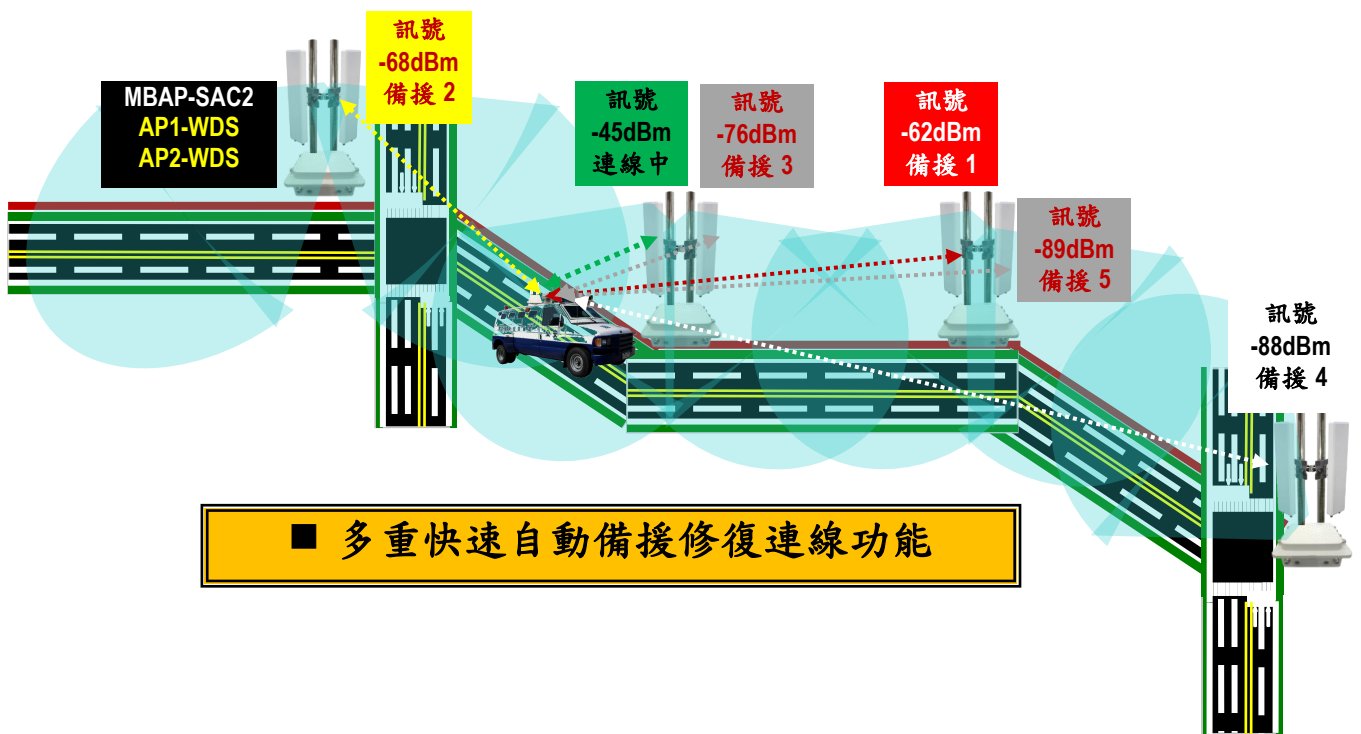 訊號
-68dBm
備援 2
MBAP-SAC2
AP1-WDS
AP2-WDS
訊號
-45dBm
連線中
訊號
-76dBm
備援 3
訊號
-62dBm
備援 1
訊號
-89dBm
備援 5
訊號
-88dBm
備援 4
■ 多重快速自動備援修復連線功能